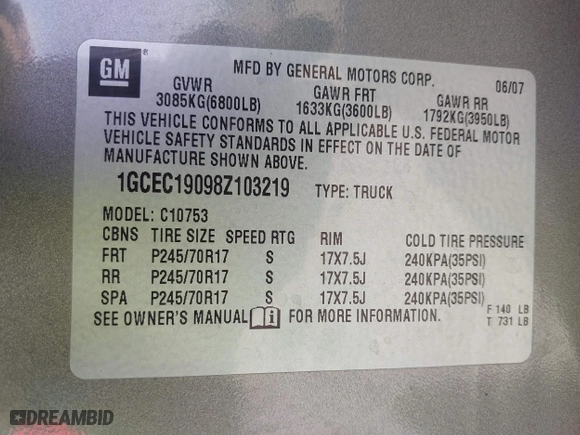 GM
®
MFD BY GENERAL MOTORS CORP. 06/07
GVWR GAWR FRT GAWR RR
3085KG(6800LB) 1633KG(3600LB) 1792KG(3950LB)
THIS VEHICLE CONFORMS TO ALL APPLICABLE U.S. FEDERAL MOTOR
VEHICLE SAFETY STANDARDS IN EFFECT ON THE DATE OF
MANUFACTURE SHOWN ABOVE.
1GCEC19098Z103219 TYPE: TRUCK
MODEL: C10753
CBNS TIRE SIZE SPEED RTG RIM COLD TIRE PRESSURE
FRT P245/70R17 S 17X7.5J 240KPA(35PSI)
RR P245/70R17 S 17X7.5J 240KPA(35PSI)
SPA P245/70R17 S 17X7.5J 240KPA(35PSI)
SEE OWNER'S MANUAL i FOR MORE INFORMATION.
F 140 LB
T 731 LB
DREAMBID